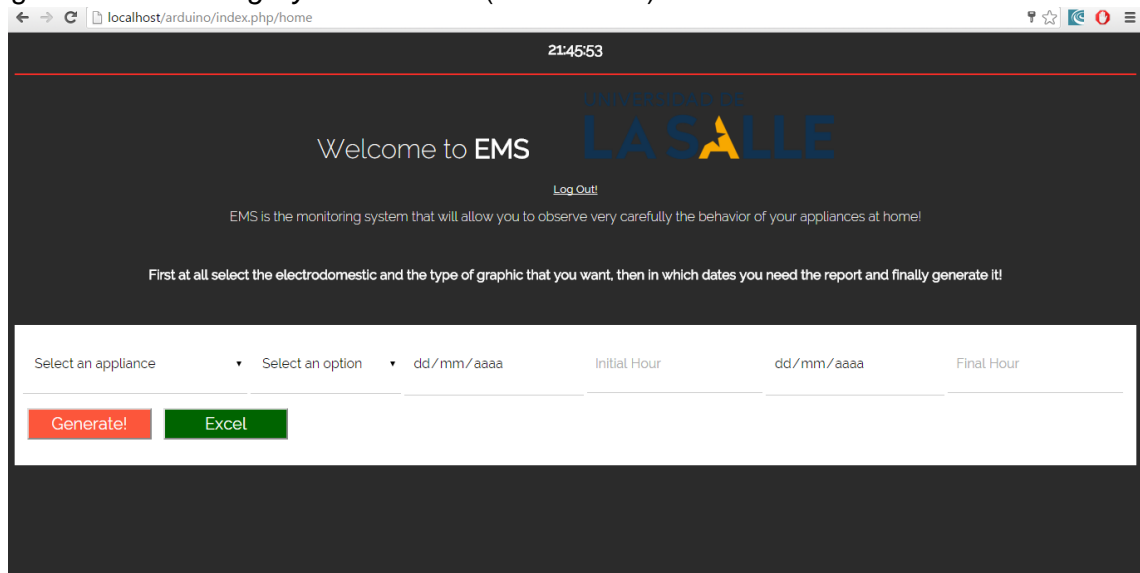 localhost/arduino/index.php/home
21:45:53
UNIVERSIDAD DE
LA SALLE
Welcome to EMS
Log Out!
EMS is the monitoring system that will allow you to observe very carefully the behavior of your appliances at home!
First at all select the electrodomestic and the type of graphic that you want, then in which dates you need the report and finally generate it!
Select an appliance Select an option dd/mm/aaaa Initial Hour dd/mm/aaaa Final Hour
Generate! Excel